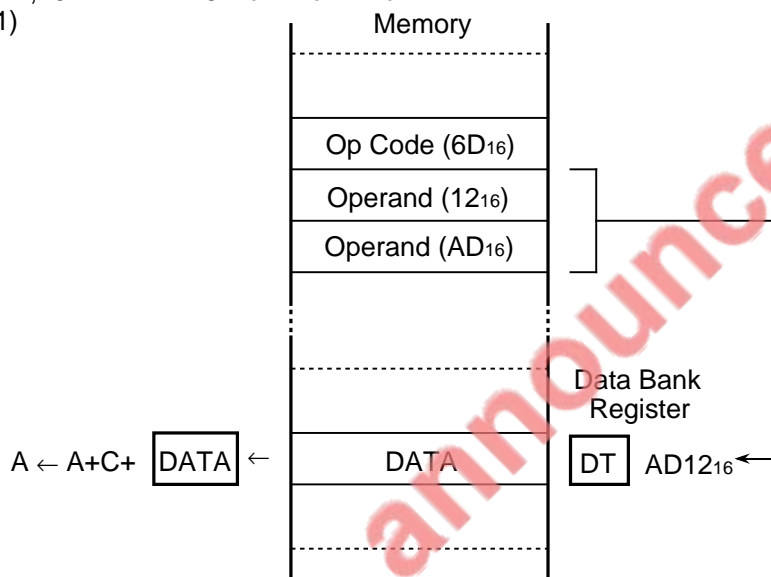 1)
Memory
Op Code (6D16)
Operand (1216)
Operand (AD16)
Data Bank
Register
A ← A+C+ DATA ← DATA DT AD1216
announce